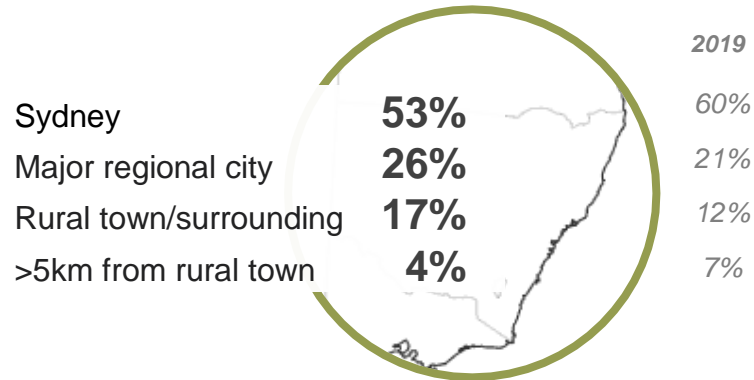 2019
Sydney 53% 60%
Major regional city 26% 21%
Rural town/surrounding 17% 12%
>5km from rural town 4% 7%